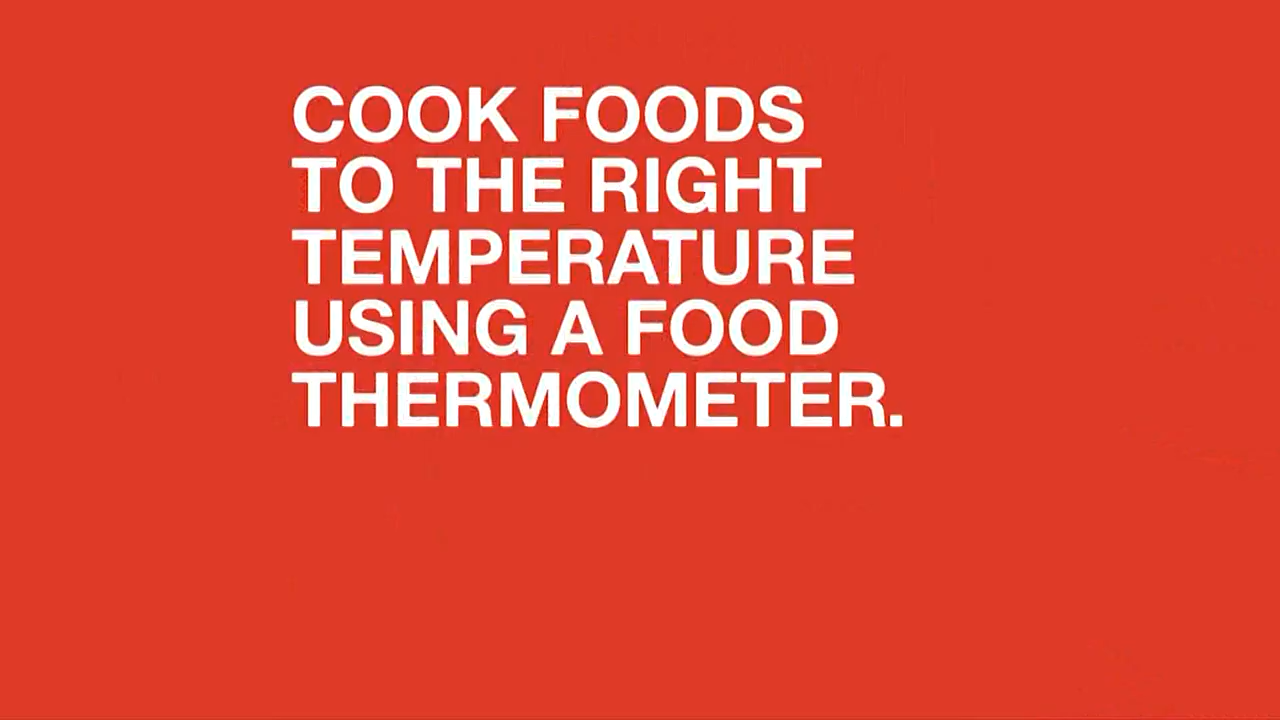 COOK FOODS
TO THE RIGHT
TEMPERATURE
USING A FOOD
THERMOMETER.